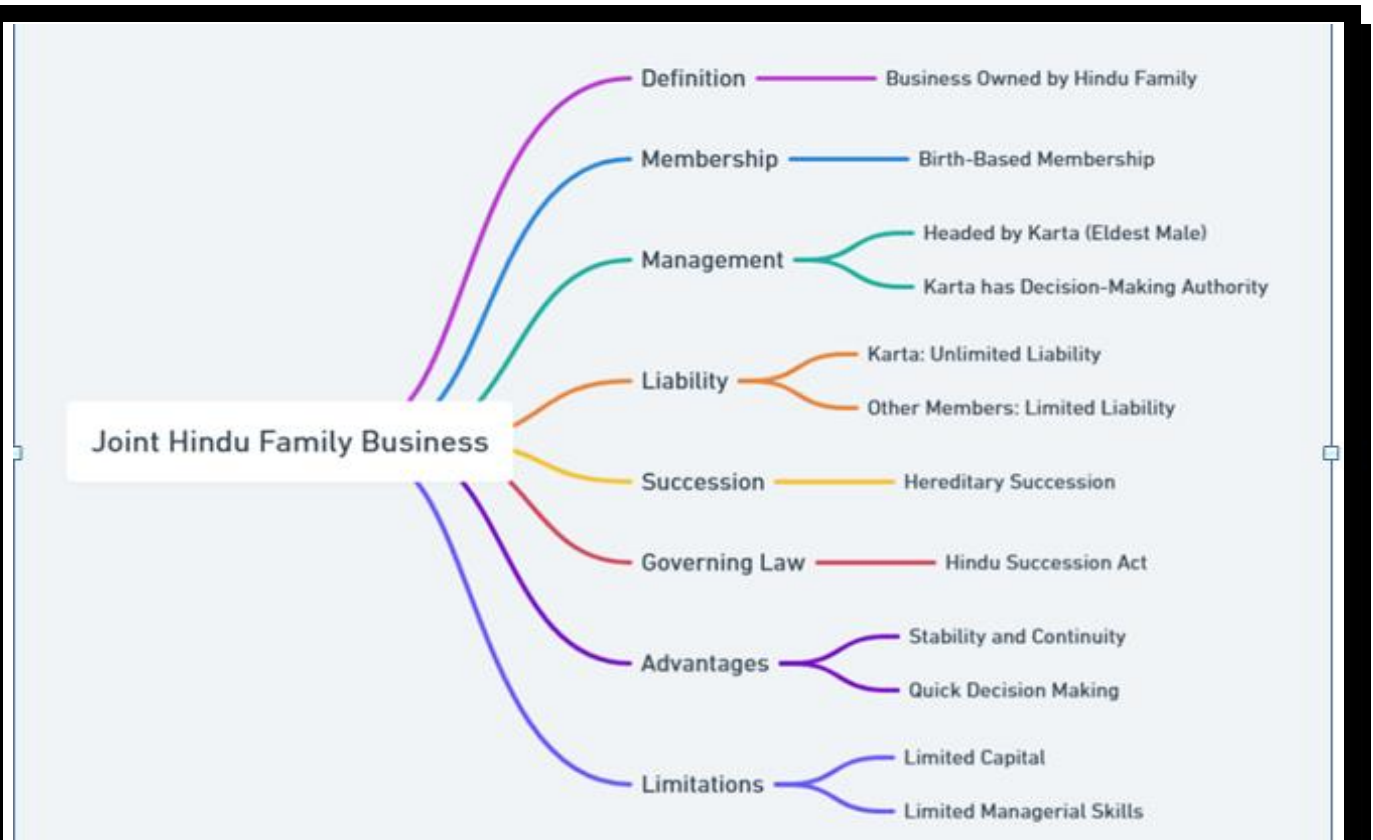 Joint Hindu Family Business
Definition
Business Owned by Hindu Family
Membership
Birth-Based Membership
Management
Headed by Karta (Eldest Male)
Karta has Decision-Making Authority
Liability
Karta: Unlimited Liability
Other Members: Limited Liability
Succession
Hereditary Succession
Governing Law
Hindu Succession Act
Advantages
Stability and Continuity
Quick Decision Making
Limitations
Limited Capital
Limited Managerial Skills